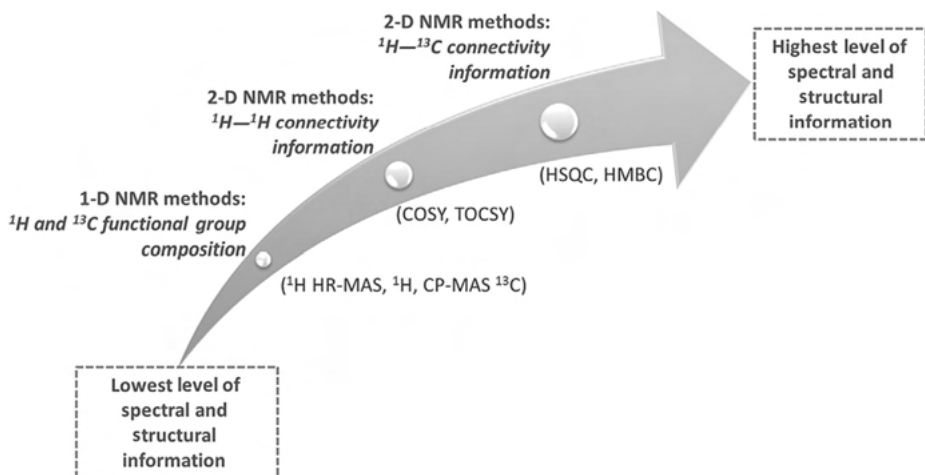 2-D NMR methods:
¹H—¹³C connectivity
information
Highest level of
spectral and
structural
information
2-D NMR methods:
¹H—¹H connectivity
information
(HSQC, HMBC)
1-D NMR methods:
¹H and ¹³C functional group
composition
(COSY, TOCSY)
(¹H HR-MAS, ¹H, CP-MAS ¹³C)
Lowest level of
spectral and
structural
information